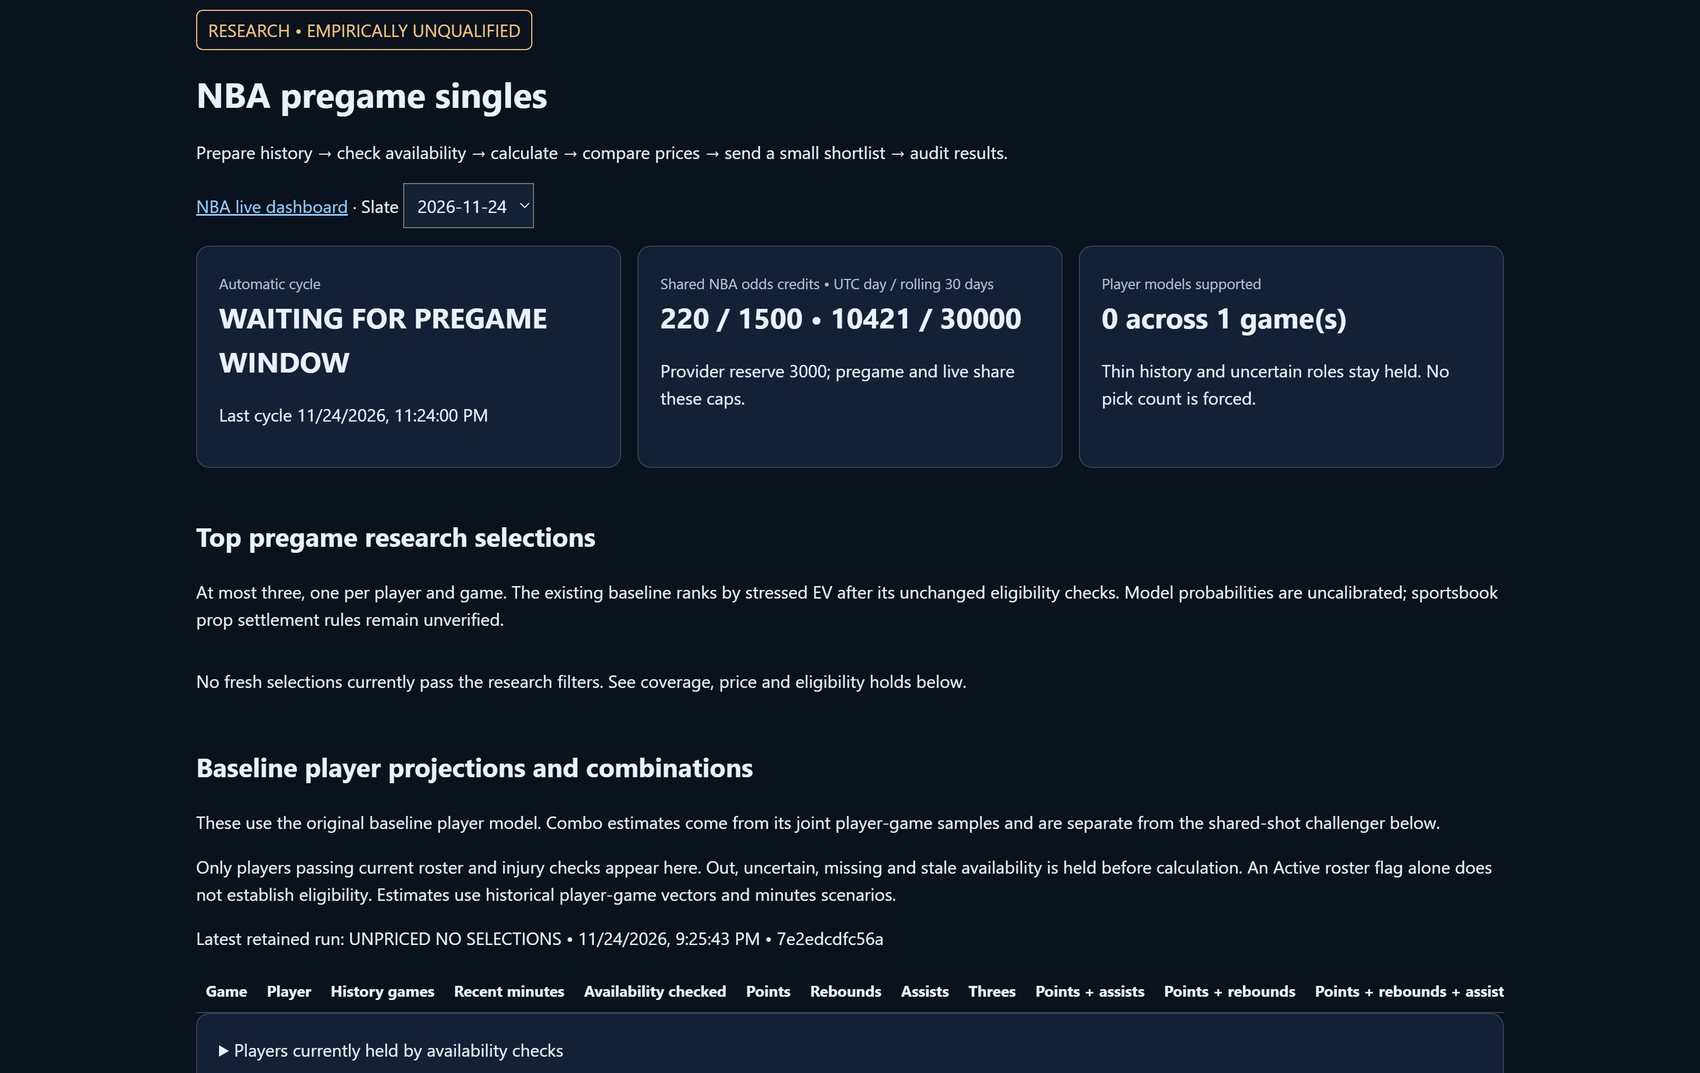 RESEARCH • EMPIRICALLY UNQUALIFIED
NBA pregame singles
Prepare history → check availability → calculate → compare prices → send a small shortlist → audit results.
NBA live dashboard · Slate 2026-11-24
Automatic cycle
WAITING FOR PREGAME
WINDOW
Last cycle 11/24/2026, 11:24:00 PM
Shared NBA odds credits • UTC day / rolling 30 days
220 / 1500 • 10421 / 30000
Provider reserve 3000; pregame and live share
these caps.
Player models supported
0 across 1 game(s)
Thin history and uncertain roles stay held. No
pick count is forced.
Top pregame research selections
At most three, one per player and game. The existing baseline ranks by stressed EV after its unchanged eligibility checks. Model probabilities are uncalibrated; sportsbook
prop settlement rules remain unverified.
No fresh selections currently pass the research filters. See coverage, price and eligibility holds below.
Baseline player projections and combinations
These use the original baseline player model. Combo estimates come from its joint player-game samples and are separate from the shared-shot challenger below.
Only players passing current roster and injury checks appear here. Out, uncertain, missing and stale availability is held before calculation. An Active roster flag alone does
not establish eligibility. Estimates use historical player-game vectors and minutes scenarios.
Latest retained run: UNPRICED NO SELECTIONS • 11/24/2026, 9:25:43 PM • 7e2edcdfc56a
Game Player History games Recent minutes Availability checked Points Rebounds Assists Threes Points + assists Points + rebounds Points + rebounds + assist
▶ Players currently held by availability checks